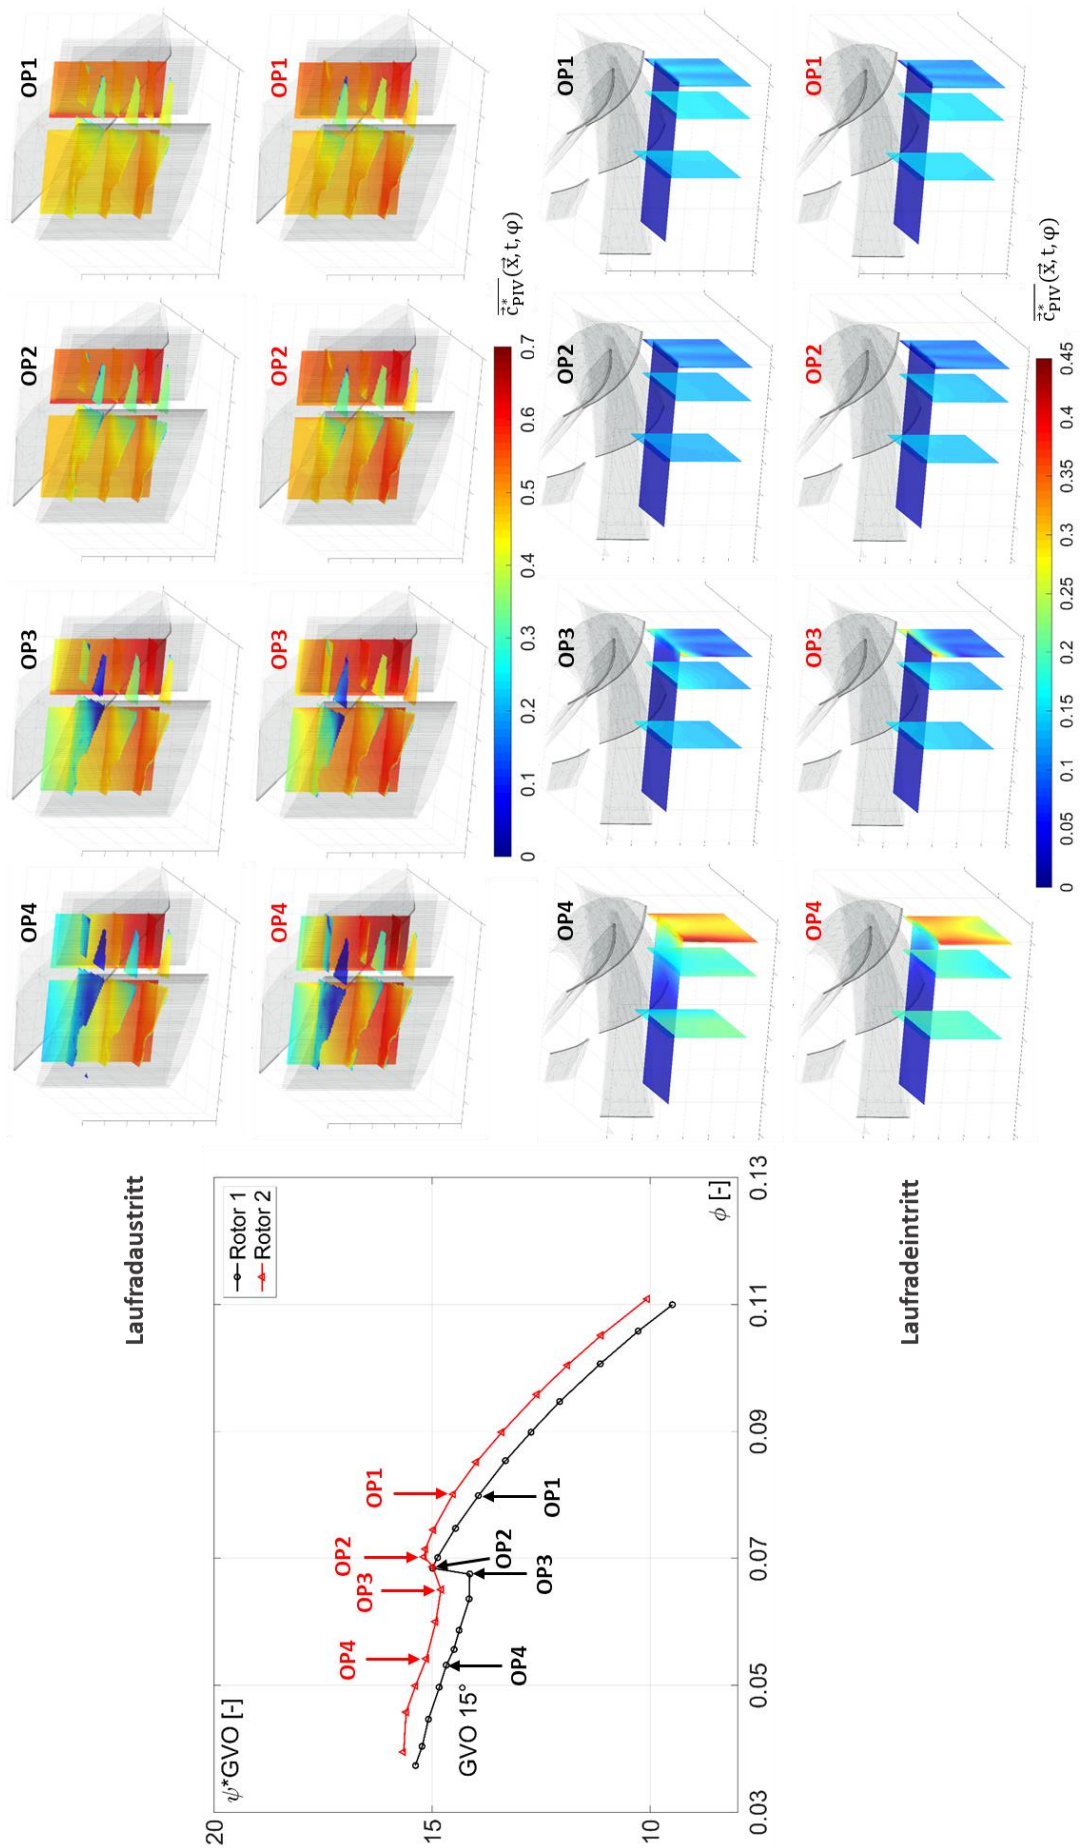 Laufradaustritt
20
15
10
ψ*GVO [-]
Rotor 1
Rotor 2
OP1
OP2
OP3
OP4
OP1
OP2
OP3
OP4
GVO 15°
ϕ [-]
0.03 0.05 0.07 0.09 0.11 0.13
Laufradeintritt
OP4 OP3 OP2 OP1
OP4 OP3 OP2 OP1
0 0.1 0.2 0.3 0.4 0.5 0.6 0.7
c⃗*PIV(x⃗, t, φ)
OP4 OP3 OP2 OP1
OP4 OP3 OP2 OP1
c⃗*PIV(x⃗, t, φ)
0 0.05 0.1 0.15 0.2 0.25 0.3 0.35 0.4 0.45